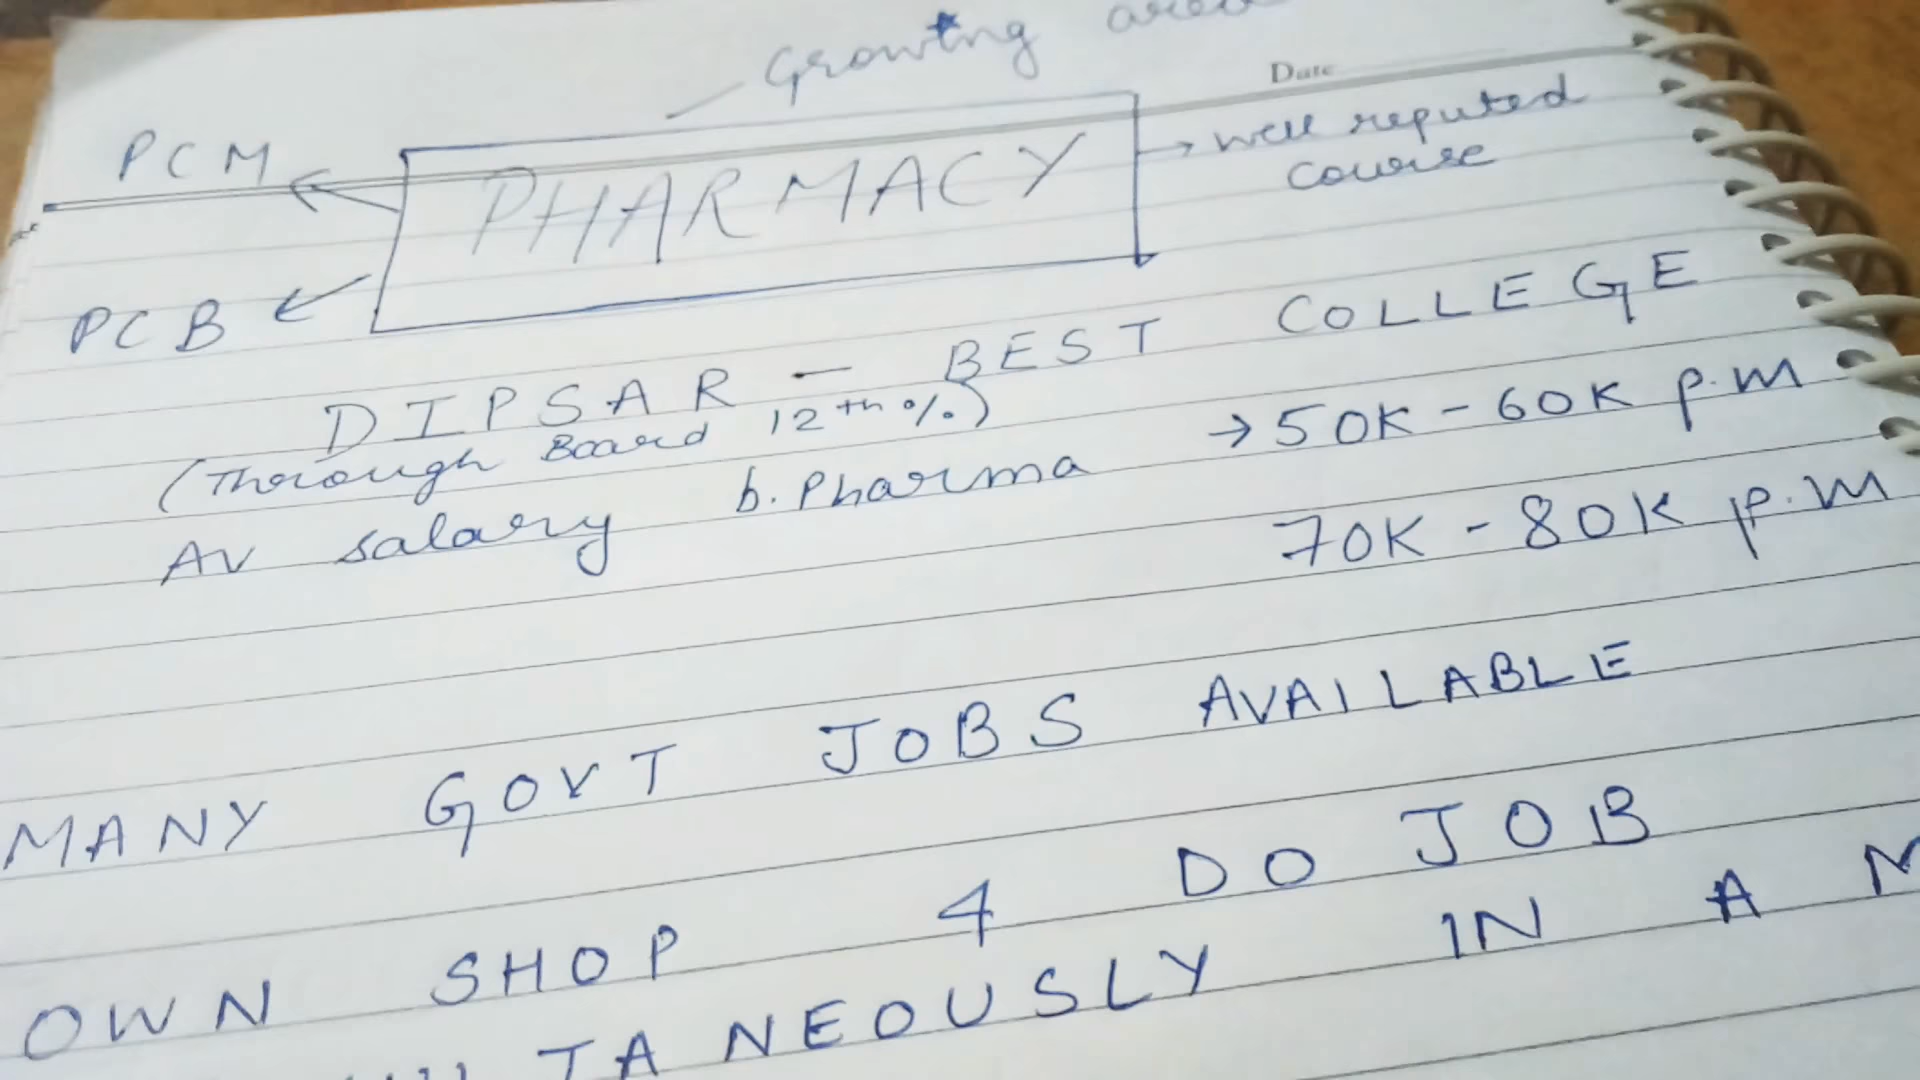 Growing area
Date
PCM
PHARMACY
→ well reputed
course
PCB
DIPSAR - BEST COLLEGE
(Through Board 12th %)
Av salary b.Pharma → 50K - 60K p.m
70K - 80K p.m
MANY GOVT JOBS AVAILABLE
OWN SHOP 4 DO JOB
TANEOUSLY IN A